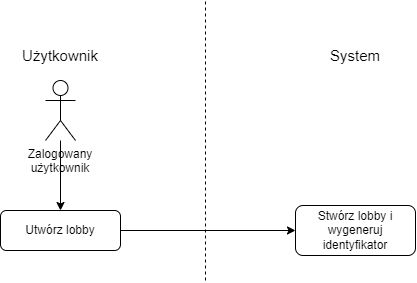 Użytkownik
System
Zalogowany
użytkownik
Utwórz lobby
Stwórz lobby i
wygeneruj
identyfikator